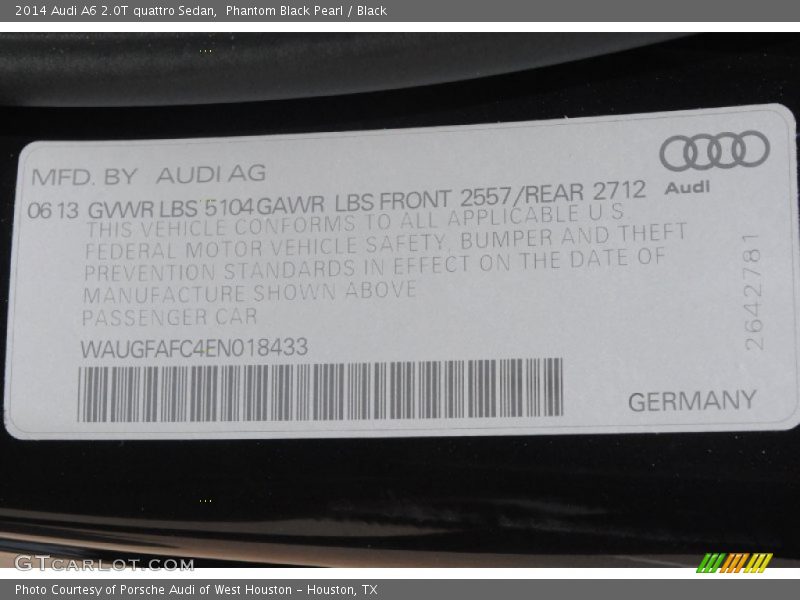 2014 Audi A6 2.0T quattro Sedan,  Phantom Black Pearl / Black
MFD. BY  AUDI AG
Audi
06 13  GVWR LBS 5104 GAWR  LBS FRONT 2557/REAR 2712
THIS VEHICLE CONFORMS TO ALL APPLICABLE U S
FEDERAL MOTOR VEHICLE SAFETY, BUMPER AND THEFT
PREVENTION STANDARDS IN EFFECT ON THE DATE OF
MANUFACTURE SHOWN ABOVE
PASSENGER CAR
2642781
WAUGFAFC4EN018433
GERMANY
GTCarLot.com
Photo Courtesy of Porsche Audi of West Houston - Houston, TX